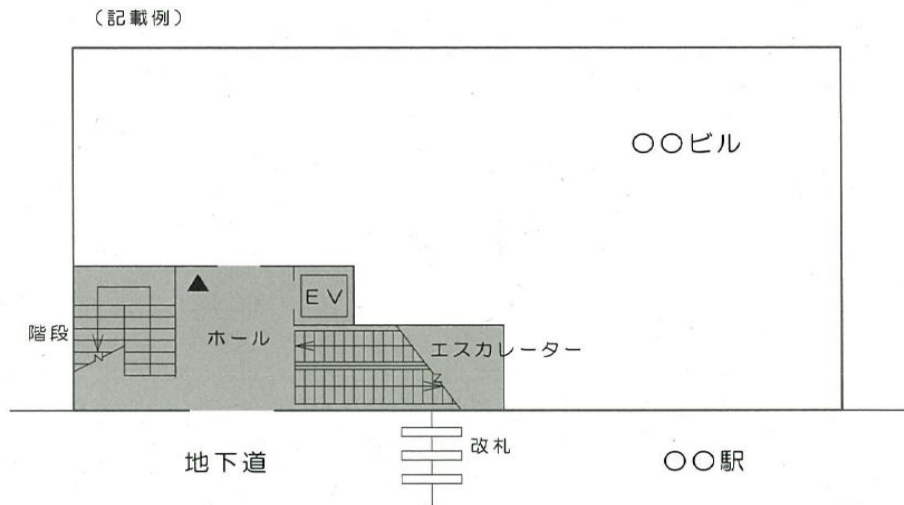 （記載例）
〇〇ビル
EV
階段
ホール
エスカレーター
改札
地下道
〇〇駅